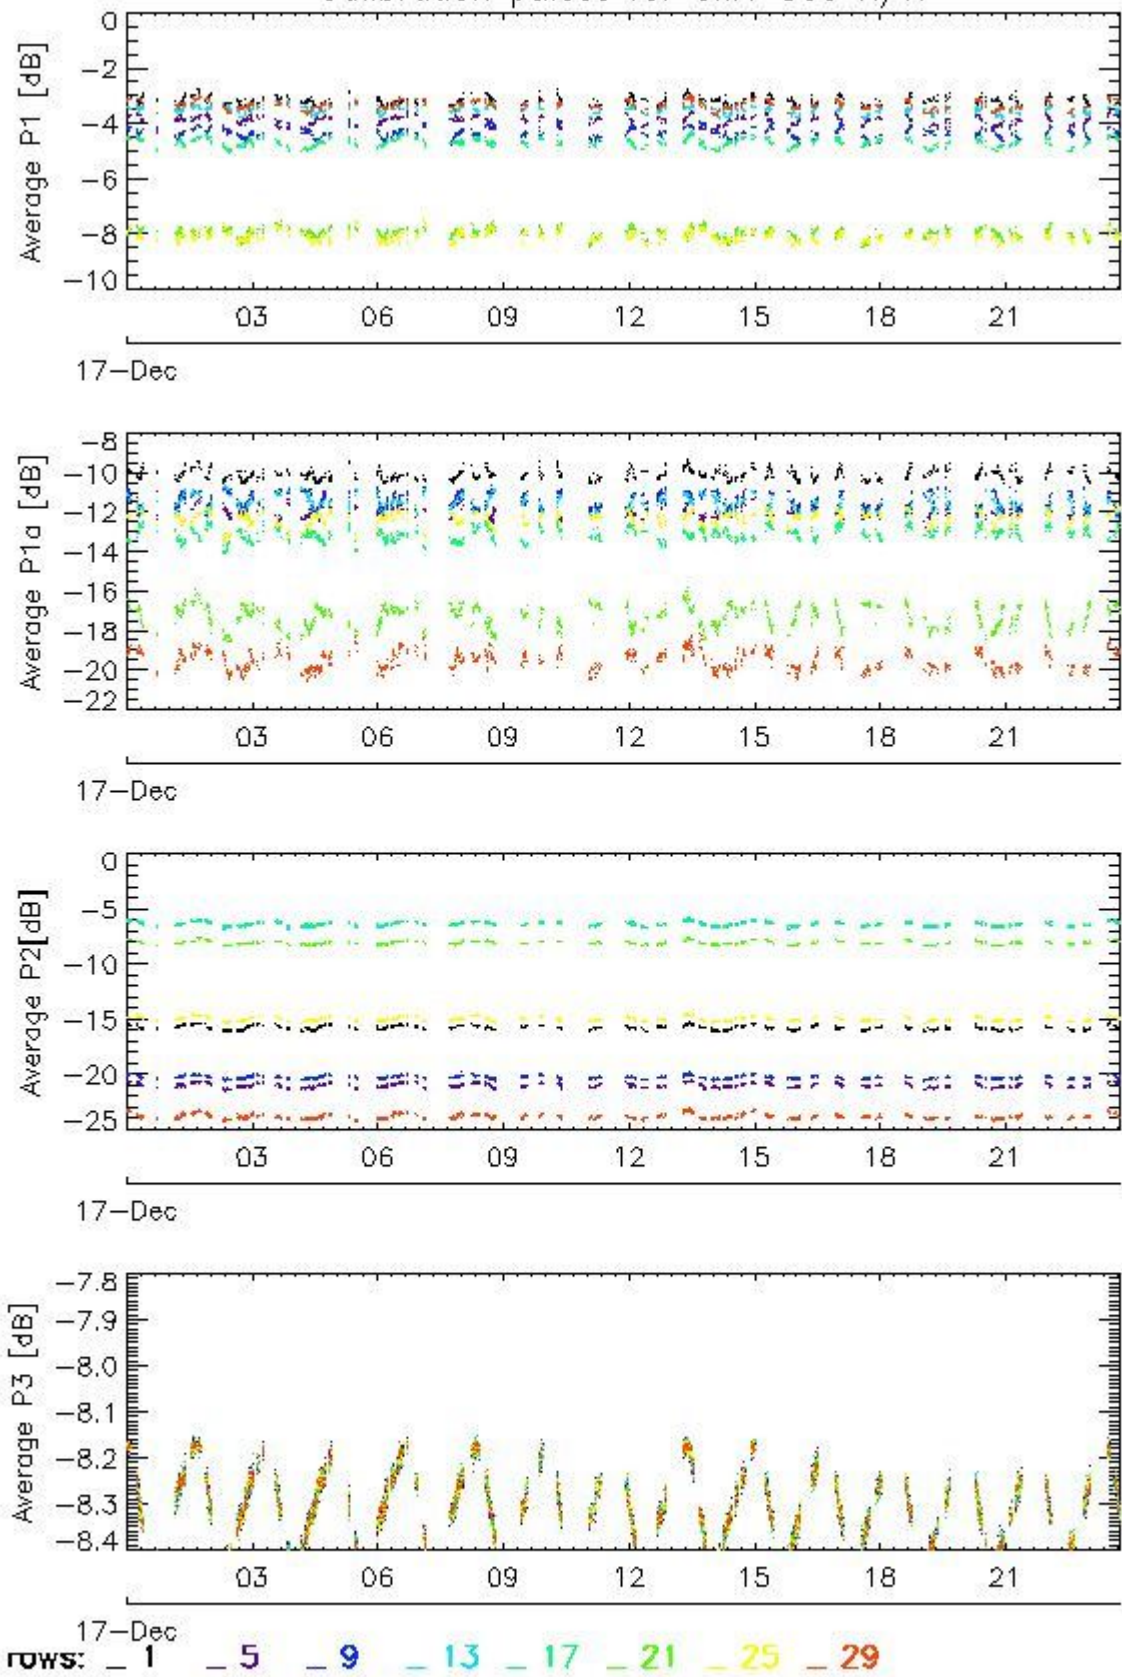 0
−2
−4
−6
−8
−10
Average P1 [dB]
03 06 09 12 15 18 21
17−Dec
−8
−10
−12
−14
−16
−18
−20
−22
Average P1a [dB]
03 06 09 12 15 18 21
17−Dec
0
−5
−10
−15
−20
−25
Average P2[dB]
03 06 09 12 15 18 21
17−Dec
−7.8
−7.9
−8.0
−8.1
−8.2
−8.3
−8.4
Average P3 [dB]
03 06 09 12 15 18 21
17−Dec
rows: _ 1 _ 5 _ 9 _ 13 _ 17 _ 21 _ 25 _ 29